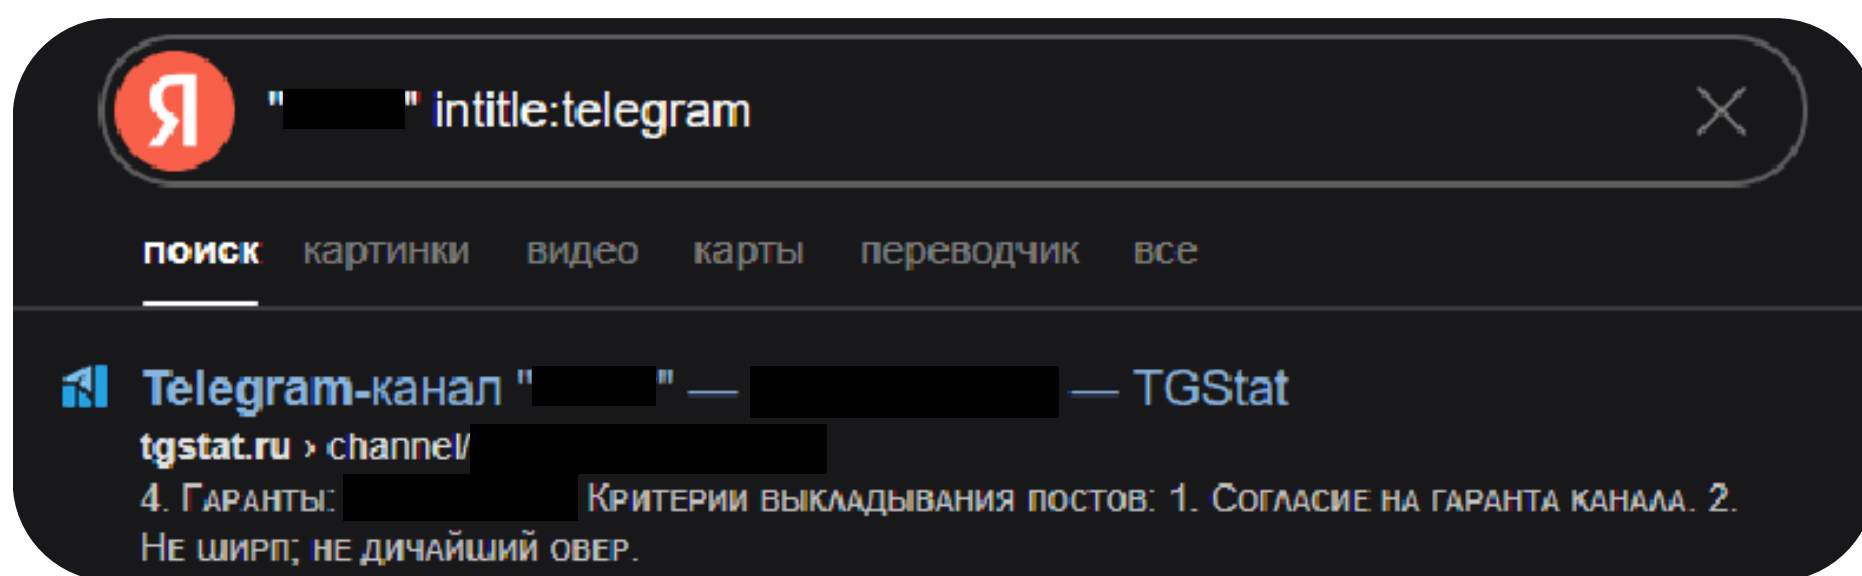 Я "" intitle:telegram
поиск картинки видео карты переводчик все
Telegram-канал "" — — TGStat
tgstat.ru › channel/
4. Гаранты: Критерии выкладывания постов: 1. Согласие на гаранта канала. 2.
Не ширп; не дичайший овер.